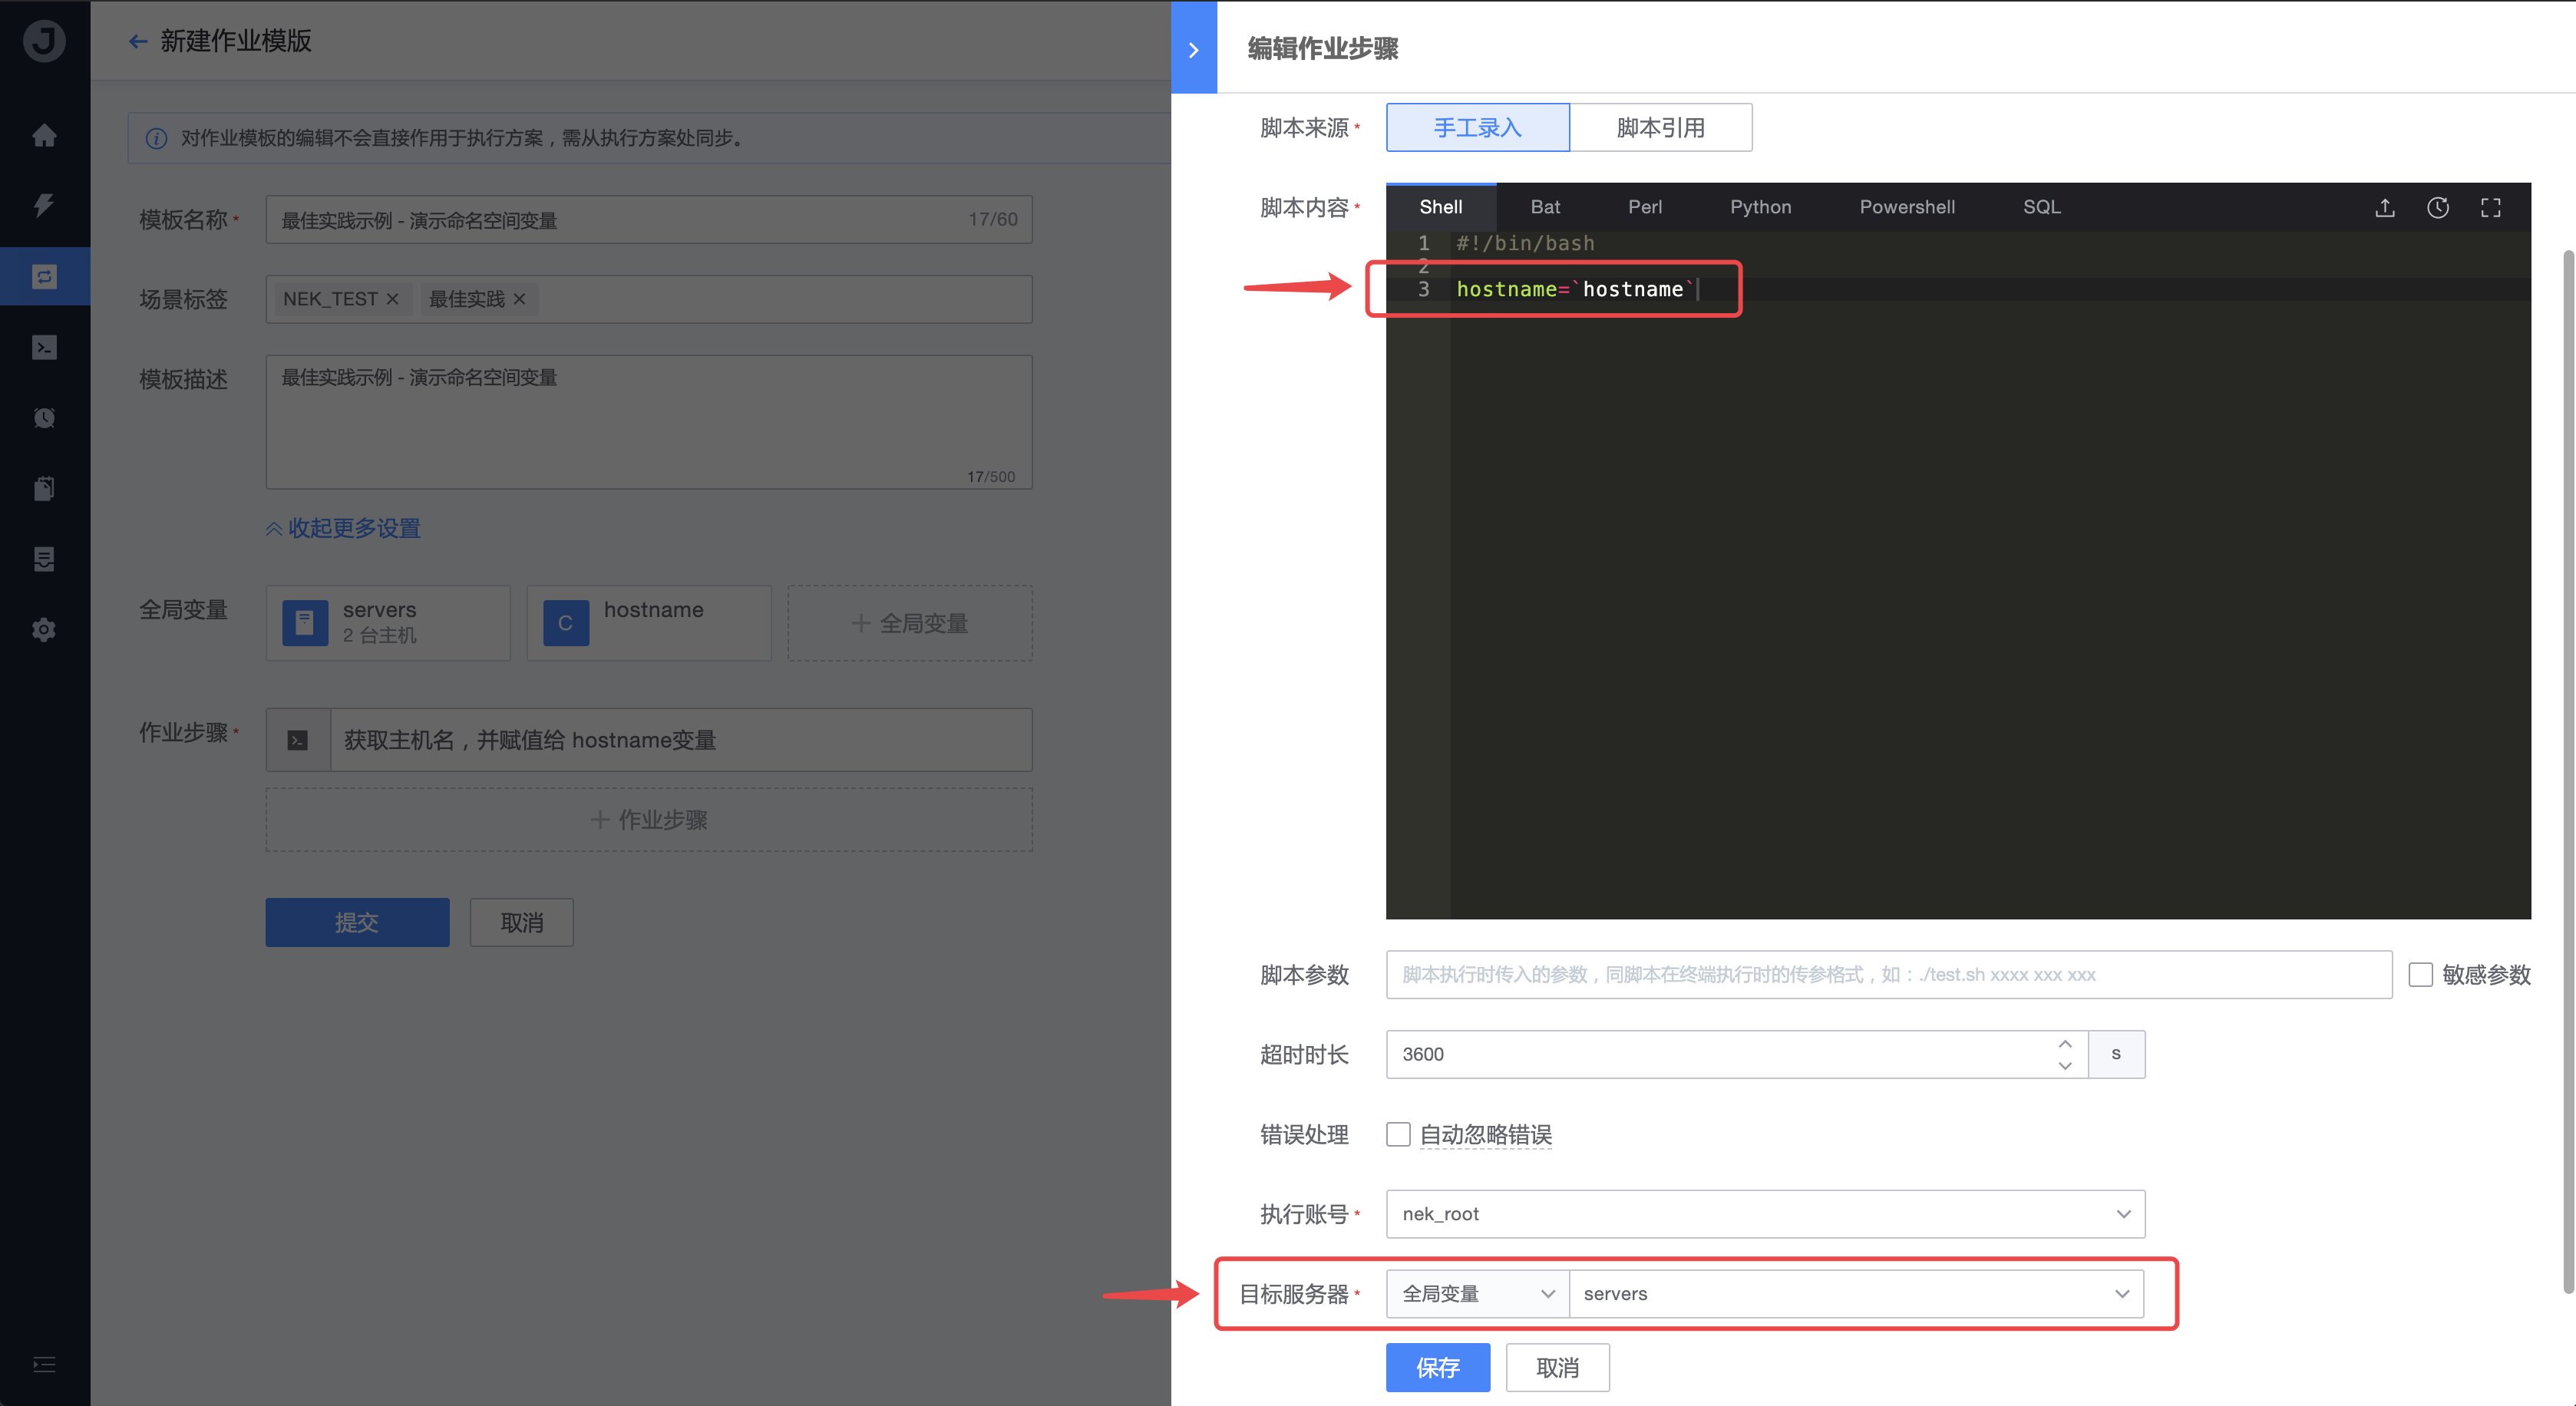 新建作业模版
对作业模板的编辑不会直接作用于执行方案，需从执行方案处同步。
模板名称* 最佳实践示例 - 演示命名空间变量 17/60
场景标签 NEK_TEST × 最佳实践 ×
模板描述 最佳实践示例 - 演示命名空间变量
17/500
收起更多设置
全局变量 servers
2 台主机
C hostname
+ 全局变量
作业步骤* 获取主机名，并赋值给 hostname变量
+ 作业步骤
提交 取消
编辑作业步骤
脚本来源* 手工录入 脚本引用
脚本内容* Shell Bat Perl Python Powershell SQL
1 #!/bin/bash
2
3 hostname=`hostname`
脚本参数 脚本执行时传入的参数，同脚本在终端执行时的传参格式，如：./test.sh xxxx xxx xxx 敏感参数
超时时长 3600 s
错误处理 自动忽略错误
执行账号* nek_root
目标服务器* 全局变量 servers
保存 取消